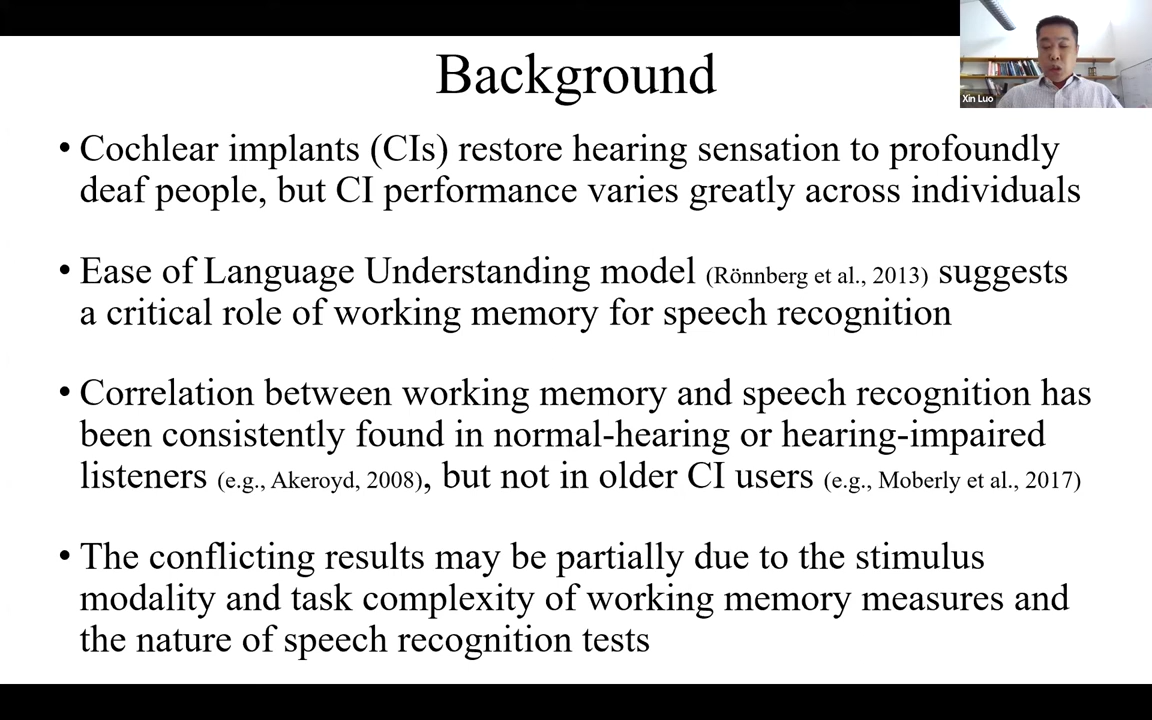 Background
Xin Luo
• Cochlear implants (CIs) restore hearing sensation to profoundly
deaf people, but CI performance varies greatly across individuals
• Ease of Language Understanding model (Rönnberg et al., 2013) suggests
a critical role of working memory for speech recognition
• Correlation between working memory and speech recognition has
been consistently found in normal-hearing or hearing-impaired
listeners (e.g., Akeroyd, 2008), but not in older CI users (e.g., Moberly et al., 2017)
• The conflicting results may be partially due to the stimulus
modality and task complexity of working memory measures and
the nature of speech recognition tests